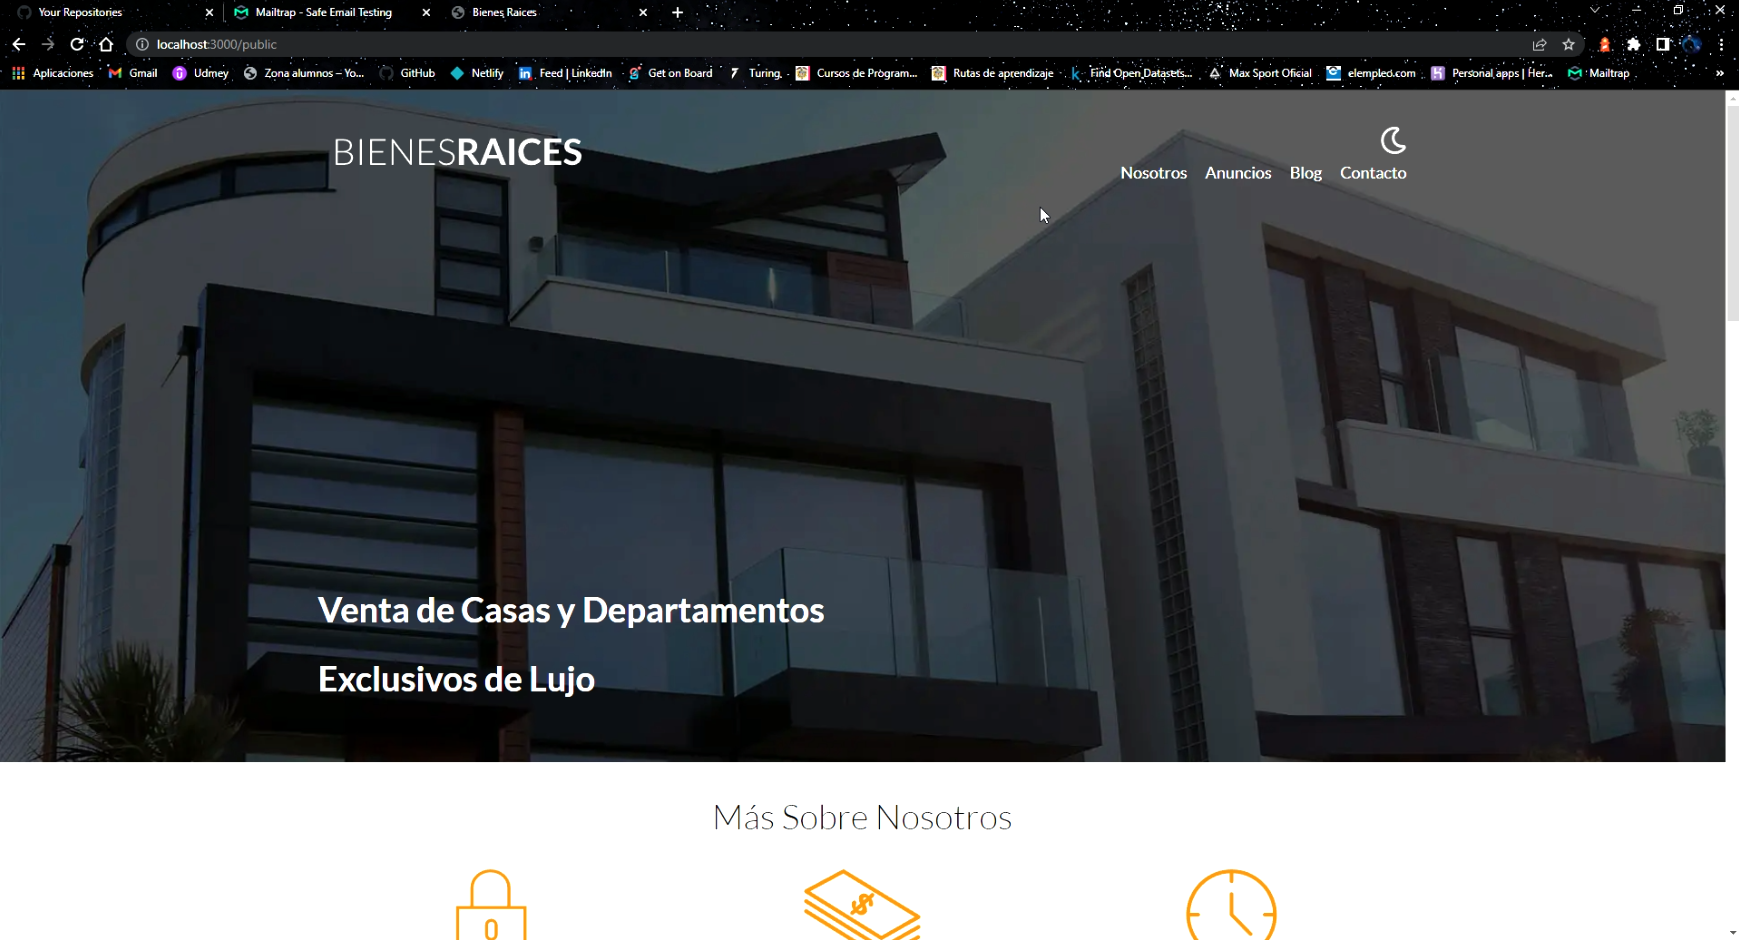 Your Repositories
Mailtrap - Safe Email Testing
Bienes Raices
localhost:3000/public
Aplicaciones
Gmail
Udmey
Zona alumnos – Yo...
GitHub
Netlify
Feed | LinkedIn
Get on Board
Turing
Cursos de Program...
Rutas de aprendizaje
Find Open Datasets...
Max Sport Oficial
elempleo.com
Personal apps | Her...
Mailtrap
BIENESRAICES
Nosotros Anuncios Blog Contacto
Venta de Casas y Departamentos
Exclusivos de Lujo
Más Sobre Nosotros